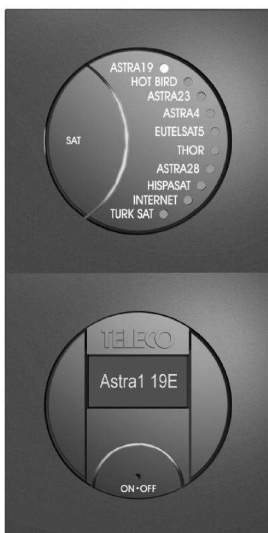 ASTRA19
HOT BIRD
ASTRA23
ASTRA4
EUTELSAT5
THOR
ASTRA28
HISPASAT
INTERNET
TURK SAT
SAT
TELECO
Astra1 19E
ON•OFF